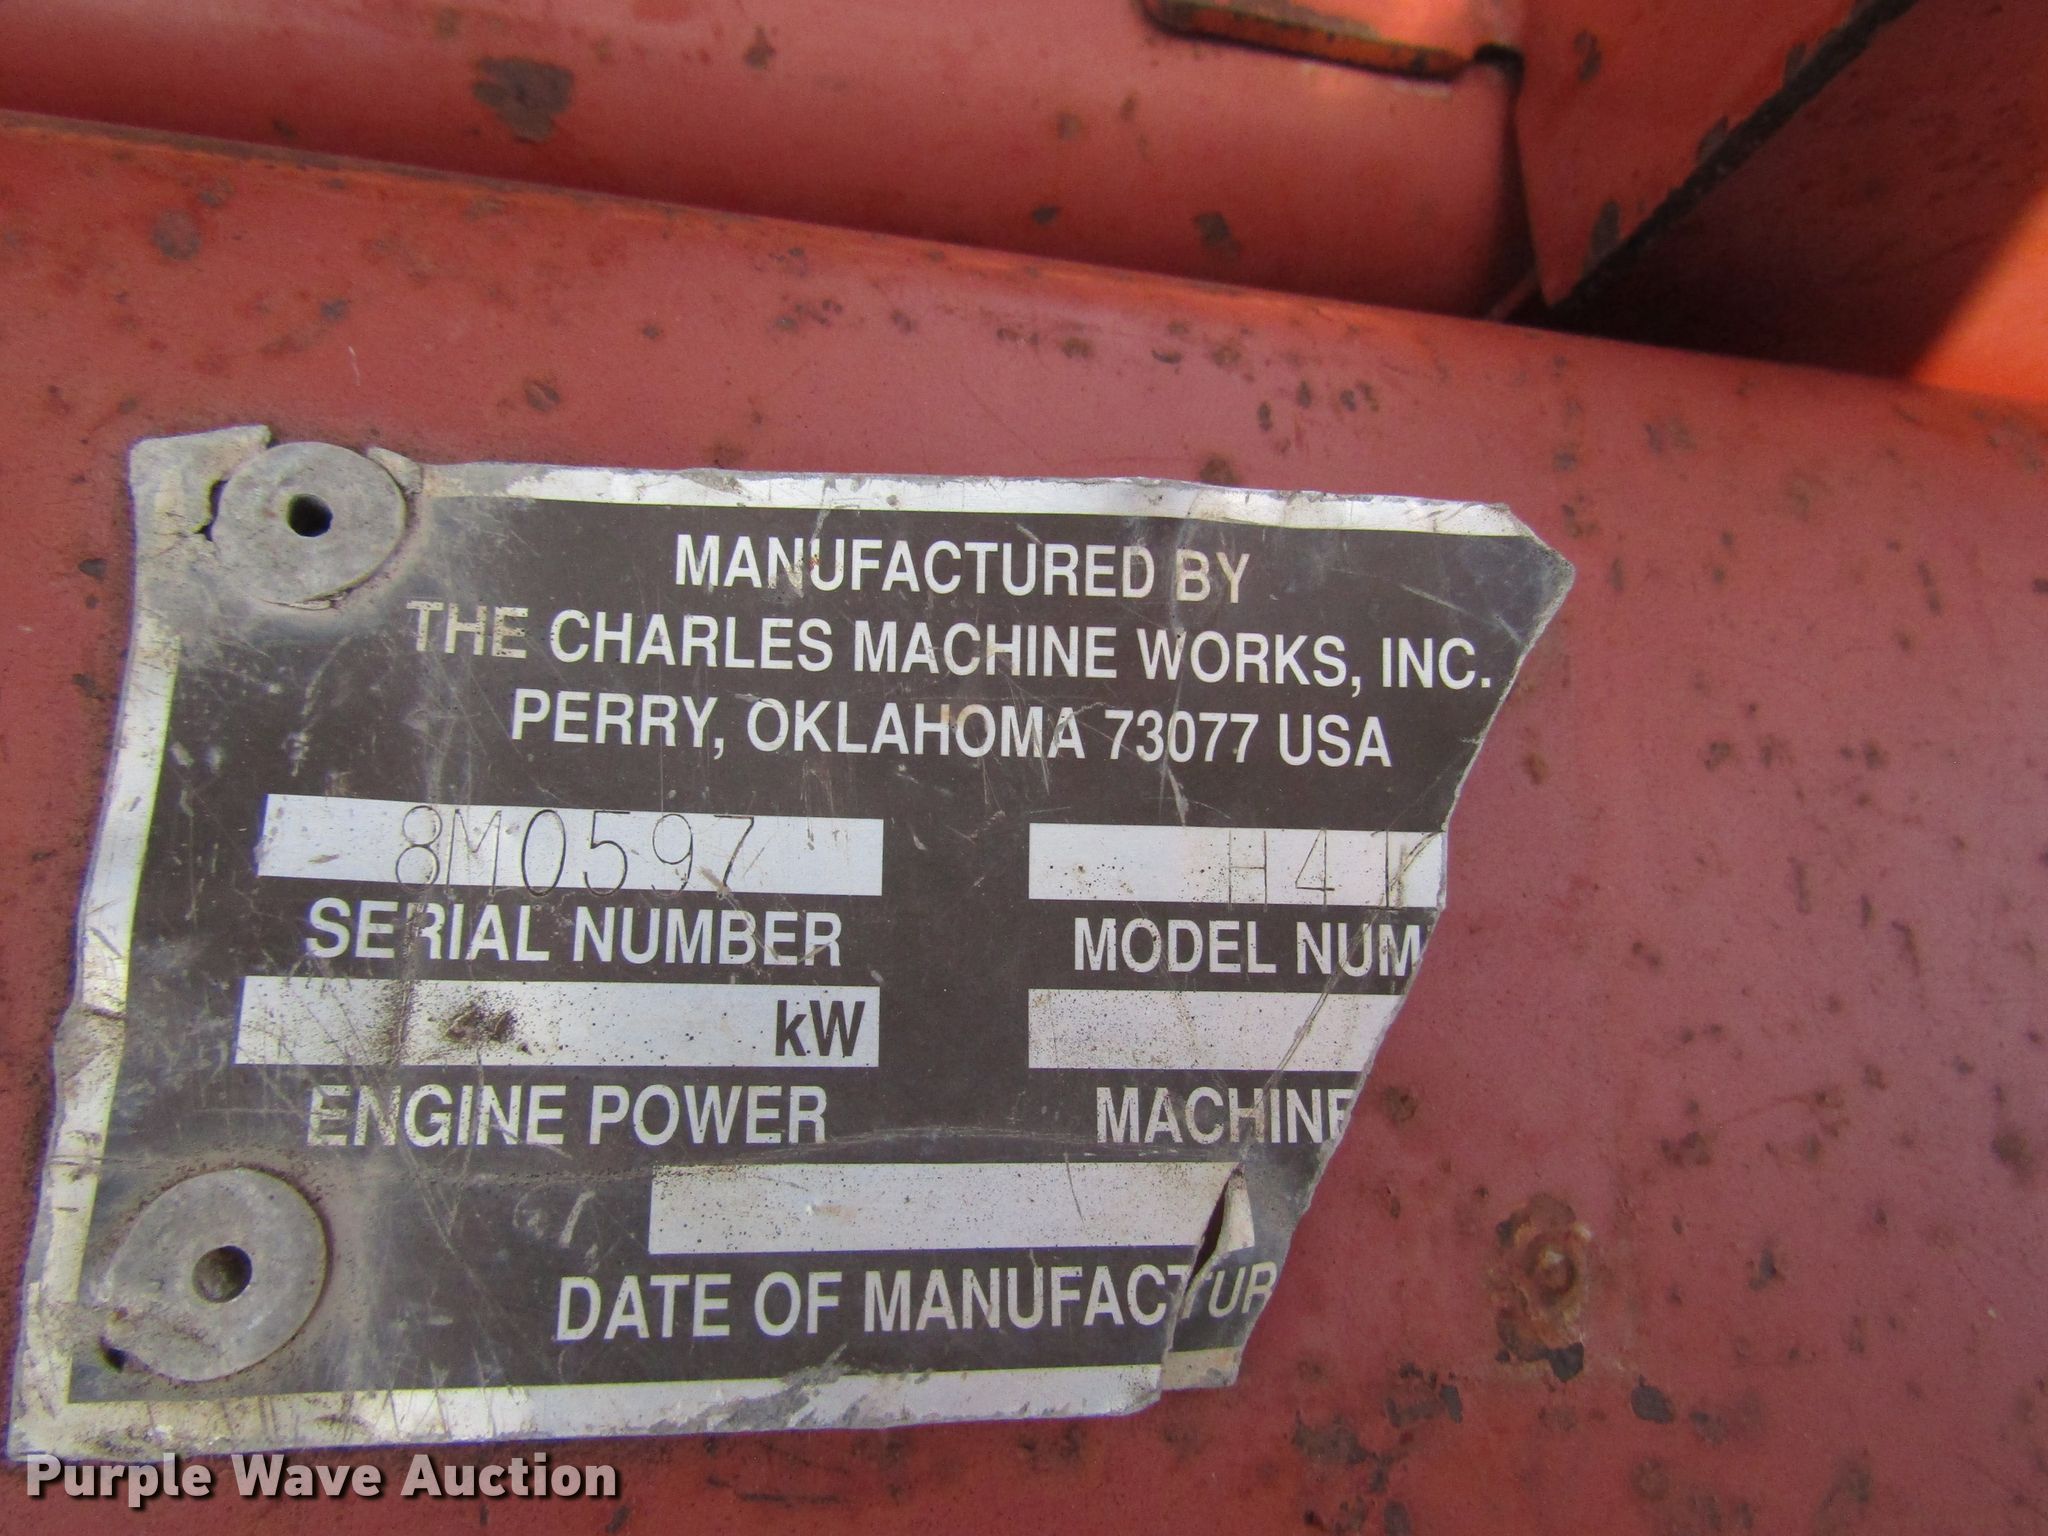 MANUFACTURED BY
THE CHARLES MACHINE WORKS, INC.
PERRY, OKLAHOMA 73077 USA
8M0597 H41
SERIAL NUMBER MODEL NUM
kW
ENGINE POWER MACHINE
DATE OF MANUFACTUR
Purple Wave Auction